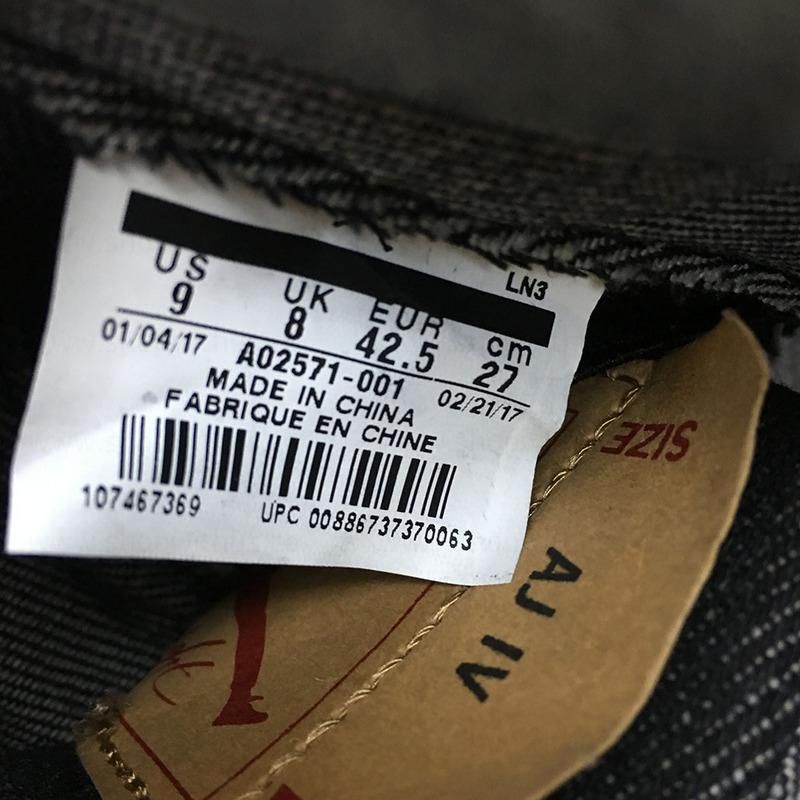 LN3
US UK EUR cm
9 8 42.5 27
01/04/17 A02571-001 02/21/17
MADE IN CHINA
FABRIQUE EN CHINE
107467369 UPC 00886737370063
SIZE
AJ IV